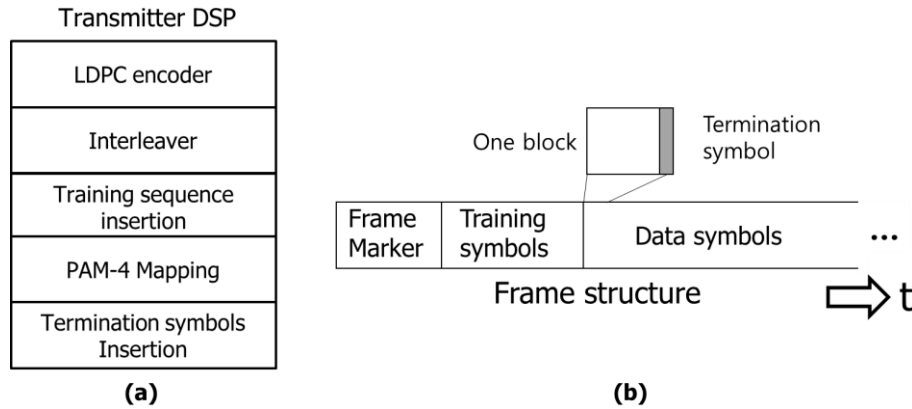 Transmitter DSP
LDPC encoder
Interleaver
Training sequence
insertion
PAM-4 Mapping
Termination symbols
Insertion
(a)
One block
Termination
symbol
Frame
Marker
Training
symbols
Data symbols
...
Frame structure
t
(b)